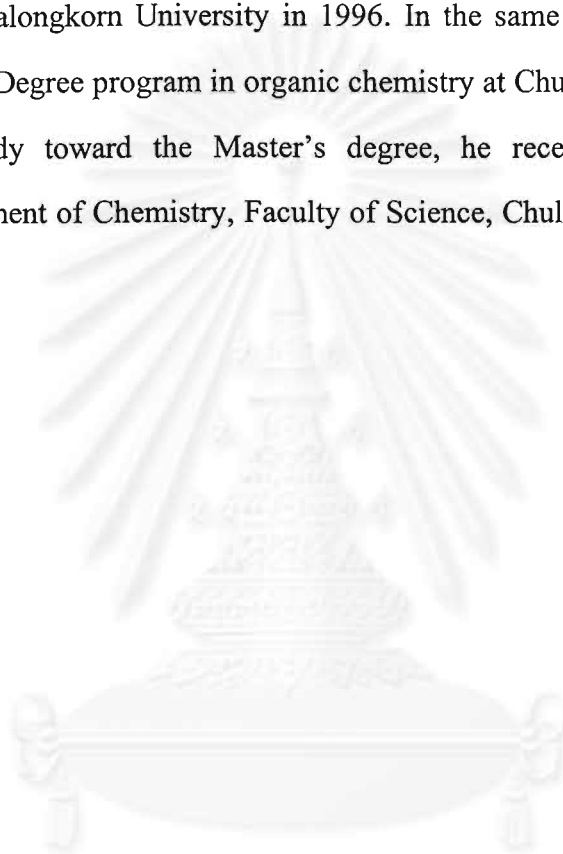 alongkorn University in 1996. In the same
Degree program in organic chemistry at Chu
dy toward the Master's degree, he rece
nent of Chemistry, Faculty of Science, Chul